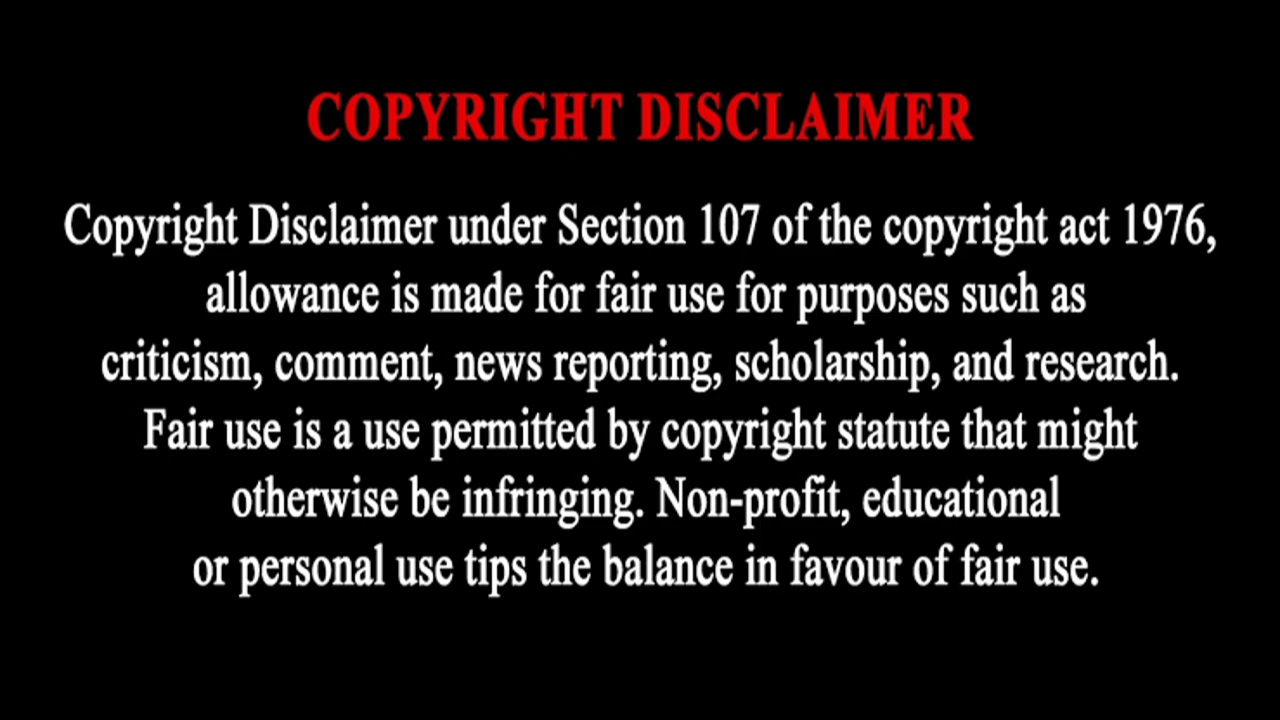 COPYRIGHT DISCLAIMER
Copyright Disclaimer under Section 107 of the copyright act 1976,
allowance is made for fair use for purposes such as
criticism, comment, news reporting, scholarship, and research.
Fair use is a use permitted by copyright statute that might
otherwise be infringing. Non-profit, educational
or personal use tips the balance in favour of fair use.